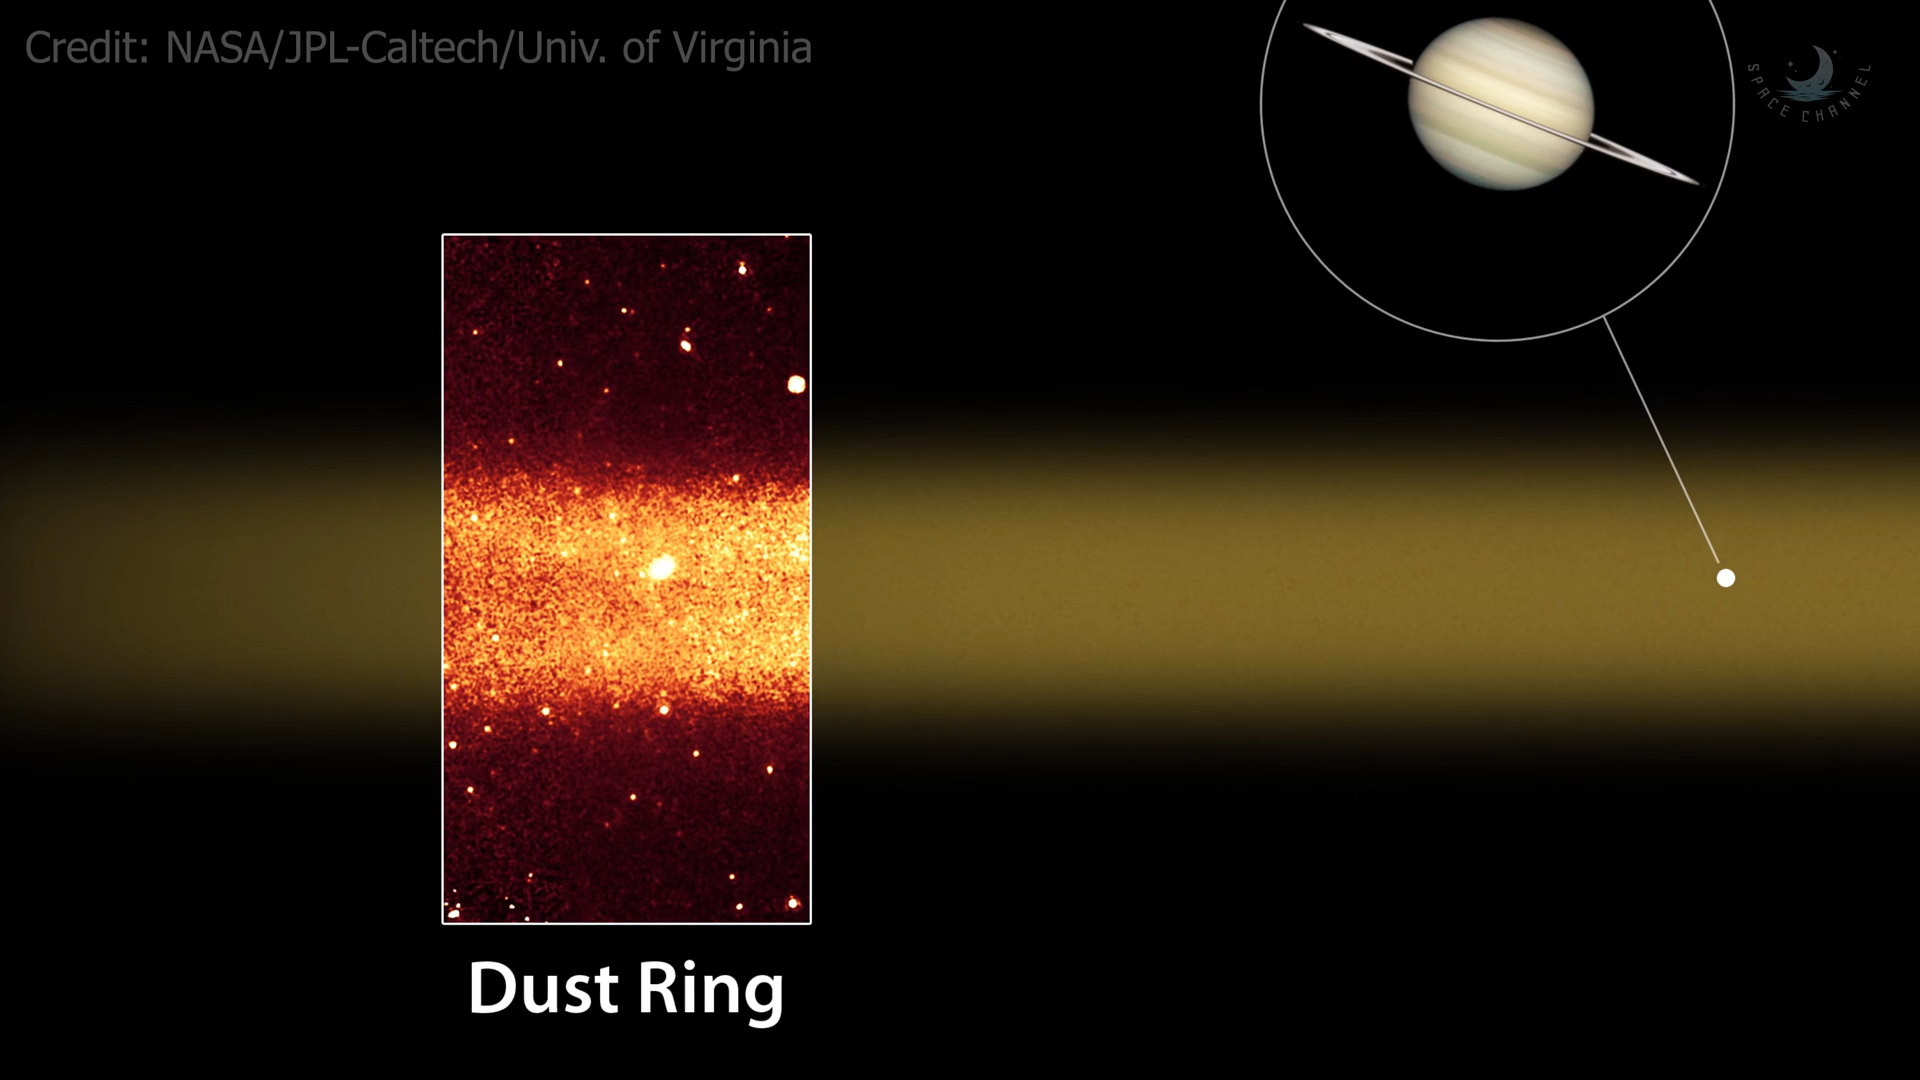 Credit: NASA/JPL-Caltech/Univ. of Virginia
SPACE CHANNEL
Dust Ring